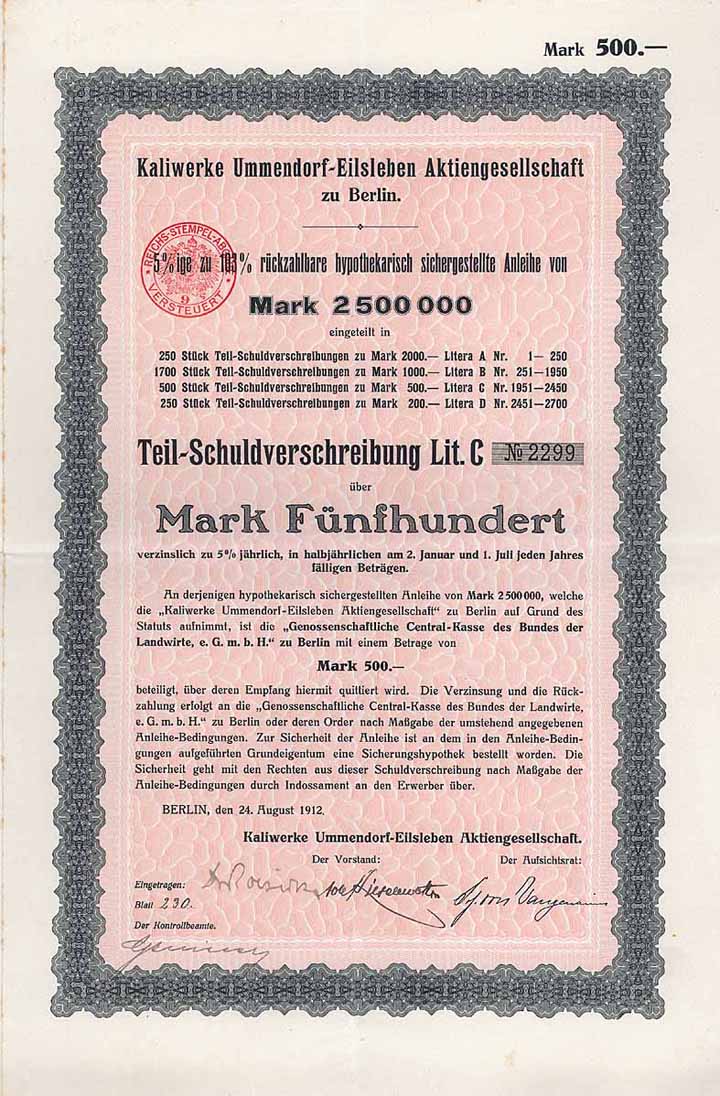 Mark 500.—
Kaliwerke Ummendorf-Eilsleben Aktiengesellschaft
zu Berlin.
REICHS-STEMPEL-ABG.
9
VERSTEUERT
5%ige zu 103% rückzahlbare hypothekarisch sichergestellte Anleihe von
Mark 2500000
eingeteilt in
250 Stück Teil-Schuldverschreibungen zu Mark 2000.— Litera A Nr. 1—250
1700 Stück Teil-Schuldverschreibungen zu Mark 1000.— Litera B Nr. 251—1950
500 Stück Teil-Schuldverschreibungen zu Mark 500.— Litera C Nr. 1951—2450
250 Stück Teil-Schuldverschreibungen zu Mark 200.— Litera D Nr. 2451—2700
Teil-Schuldverschreibung Lit. C № 2299
über
Mark Fünfhundert
verzinslich zu 5% jährlich, in halbjährlichen am 2. Januar und 1. Juli jeden Jahres
fälligen Beträgen.
An derjenigen hypothekarisch sichergestellten Anleihe von Mark 2500000, welche
die „Kaliwerke Ummendorf-Eilsleben Aktiengesellschaft" zu Berlin auf Grund des
Statuts aufnimmt, ist die „Genossenschaftliche Central-Kasse des Bundes der
Landwirte, e. G. m. b. H." zu Berlin mit einem Betrage von
Mark 500.—
beteiligt, über deren Empfang hiermit quittiert wird. Die Verzinsung und die Rück-
zahlung erfolgt an die „Genossenschaftliche Central-Kasse des Bundes der Landwirte,
e. G. m. b. H." zu Berlin oder deren Order nach Maßgabe der umstehend angegebenen
Anleihe-Bedingungen. Zur Sicherheit der Anleihe ist an dem in den Anleihe-Bedin-
gungen aufgeführten Grundeigentum eine Sicherungshypothek bestellt worden. Die
Sicherheit geht mit den Rechten aus dieser Schuldverschreibung nach Maßgabe der
Anleihe-Bedingungen durch Indossament an den Erwerber über.
BERLIN, den 24. August 1912.
Kaliwerke Ummendorf-Eilsleben Aktiengesellschaft.
Der Vorstand: Der Aufsichtsrat:
Eingetragen:
Blatt 230.
Der Kontrollbeamte.